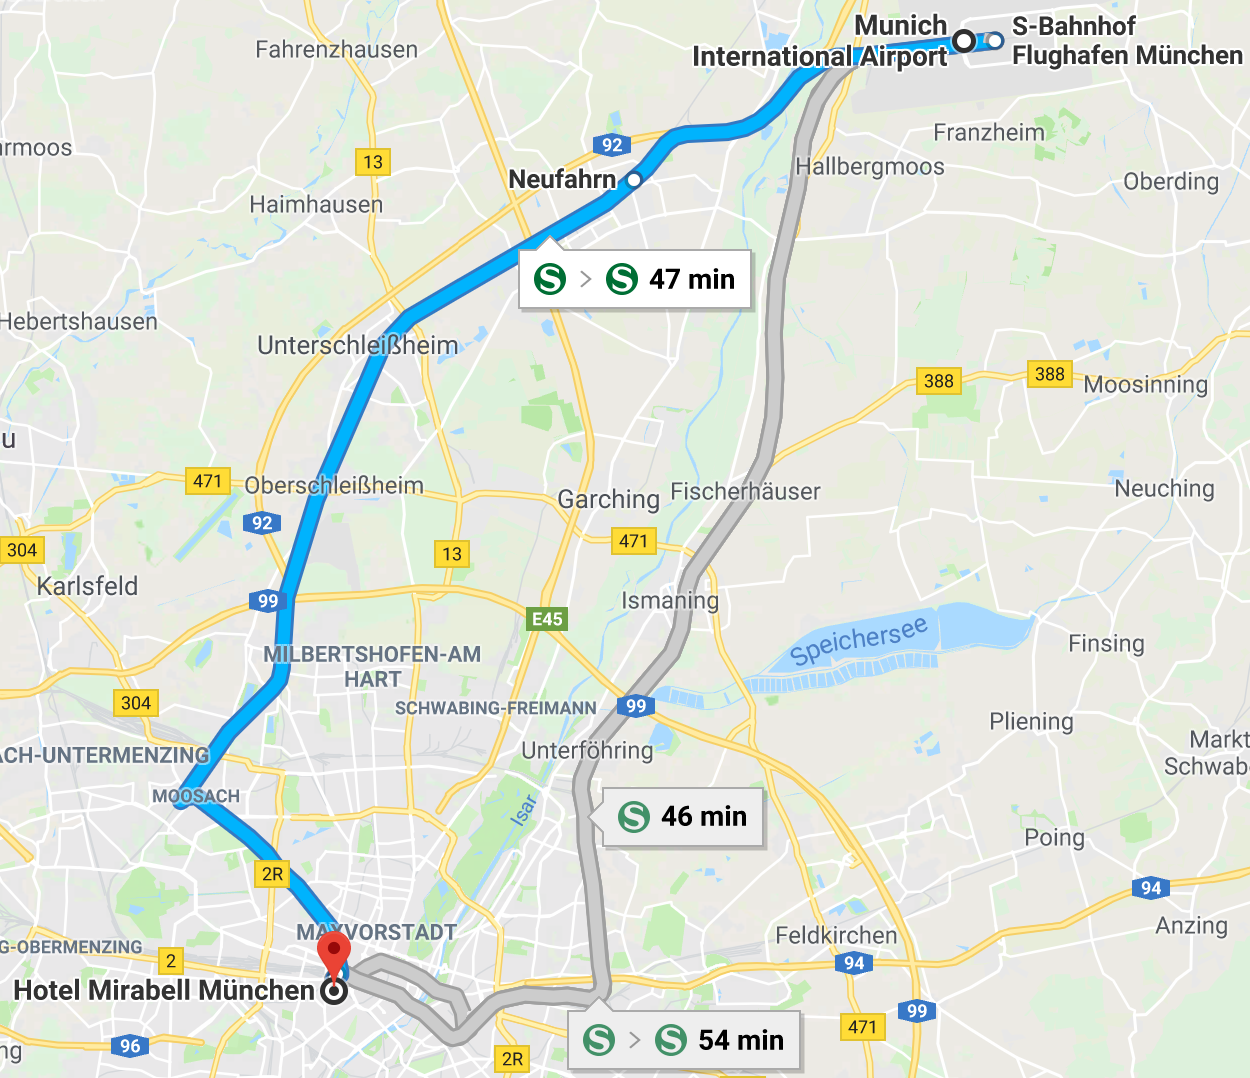 Munich
International Airport
S-Bahnhof
Flughafen München
Fahrenzhausen
Franzheim
92
armoos
13
Hallbergmoos
Neufahrn
Oberding
Haimhausen
S > S 47 min
Hebertshausen
Unterschleißheim
388
388
Moosinning
u
471
Oberschleißheim
Garching
Fischerhäuser
Neuching
92
304
13
471
Karlsfeld
99
Ismaning
E45
Speichersee
Finsing
MILBERTSHOFEN-AM
HART
304
SCHWABING-FREIMANN
99
Pliening
ACH-UNTERMENZING
Unterföhring
Markt
Schwabe
MOOSACH
Isar
S 46 min
Poing
2R
94
MAXVORSTADT
Feldkirchen
Anzing
G-OBERMENZING
2
94
Hotel Mirabell München
99
96
471
ng
S > S 54 min
2R